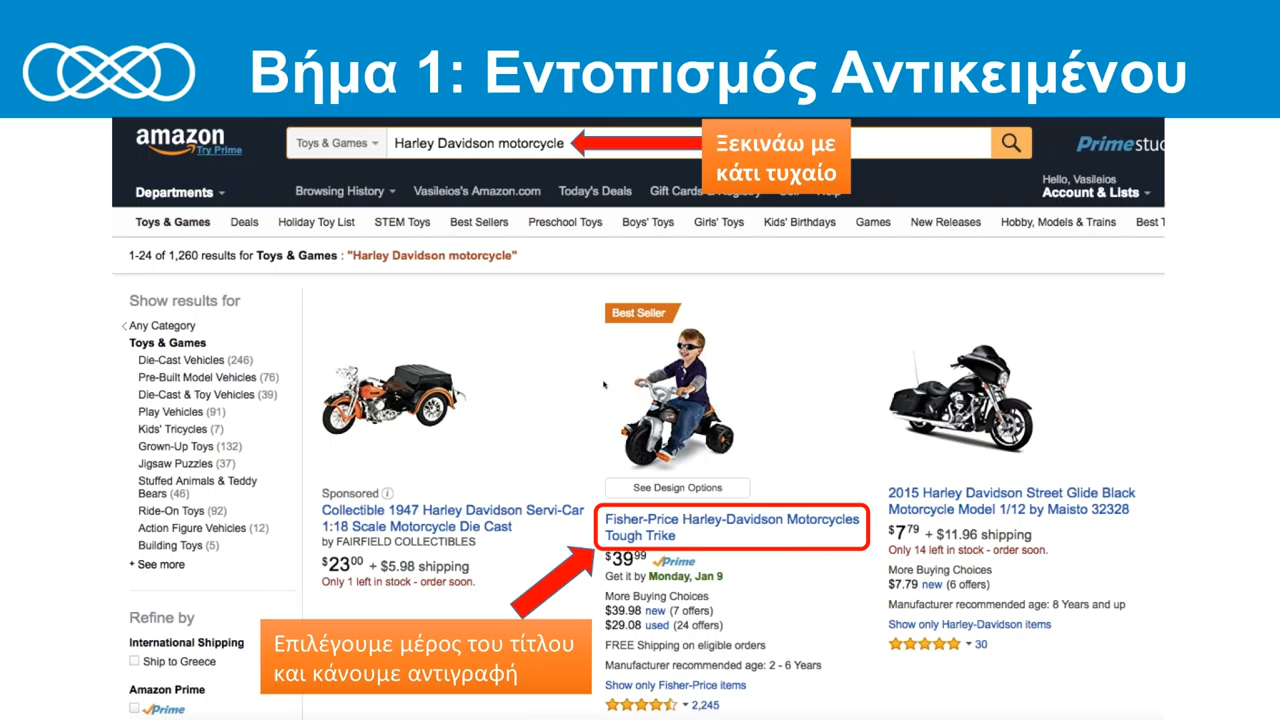 Βήμα 1: Εντοπισμός Αντικειμένου
amazon
Try Prime
Toys & Games
Harley Davidson motorcycle
Ξεκινάω με
κάτι τυχαίο
Prime
Hello, Vasileios
Account & Lists
Departments
Browsing History
Vasileios's Amazon.com
Today's Deals
Gift Cards
Toys & Games
Deals
Holiday Toy List
STEM Toys
Best Sellers
Preschool Toys
Boys' Toys
Girls' Toys
Kids' Birthdays
Games
New Releases
Hobby, Models & Trains
Best
1-24 of 1,260 results for Toys & Games : "Harley Davidson motorcycle"
Show results for
Any Category
Toys & Games
Die-Cast Vehicles (246)
Pre-Built Model Vehicles (76)
Die-Cast & Toy Vehicles (39)
Play Vehicles (91)
Kids' Tricycles (7)
Grown-Up Toys (132)
Jigsaw Puzzles (37)
Stuffed Animals & Teddy
Bears (46)
Ride-On Toys (92)
Action Figure Vehicles (12)
Building Toys (5)
+ See more
Refine by
International Shipping
Ship to Greece
Amazon Prime
Prime
Sponsored
Collectible 1947 Harley Davidson Servi-Car
1:18 Scale Motorcycle Die Cast
by FAIRFIELD COLLECTIBLES
$23 00 + $5.98 shipping
Only 1 left in stock - order soon.
Επιλέγουμε μέρος του τίτλου
και κάνουμε αντιγραφή
Best Seller
See Design Options
Fisher-Price Harley-Davidson Motorcycles
Tough Trike
$39 99 Prime
Get it by Monday, Jan 9
More Buying Choices
$39.98 new (7 offers)
$29.08 used (24 offers)
FREE Shipping on eligible orders
Manufacturer recommended age: 2 - 6 Years
Show only Fisher-Price items
2,245
2015 Harley Davidson Street Glide Black
Motorcycle Model 1/12 by Maisto 32328
$7 79 + $11.96 shipping
Only 14 left in stock - order soon.
More Buying Choices
$7.79 new (6 offers)
Manufacturer recommended age: 8 Years and up
Show only Harley-Davidson items
30